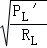 √(P_L′ / R_L)